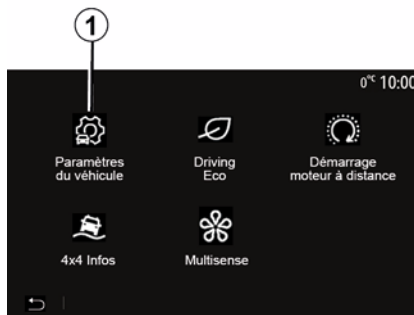 1
0°C 10:00
Paramètres
du véhicule
Driving
Eco
Démarrage
moteur à distance
4x4 Infos
Multisense